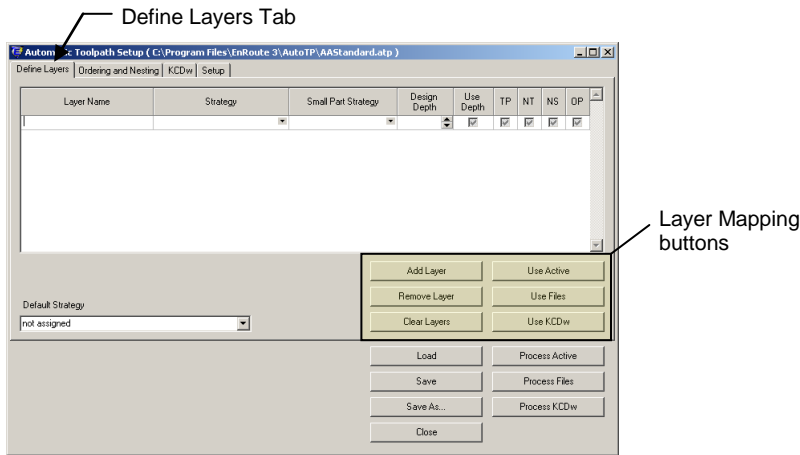 Define Layers Tab
Automatic Toolpath Setup ( C:\Program Files\EnRoute 3\AutoTP\AAStandard.atp )
Define Layers Ordering and Nesting KCDw Setup
Layer Name Strategy Small Part Strategy Design Depth Use Depth TP NT NS OP
Layer Mapping buttons
Add Layer Use Active
Remove Layer Use Files
Default Strategy
not assigned
Clear Layers Use KCDw
Load Process Active
Save Process Files
Save As... Process KCDw
Close